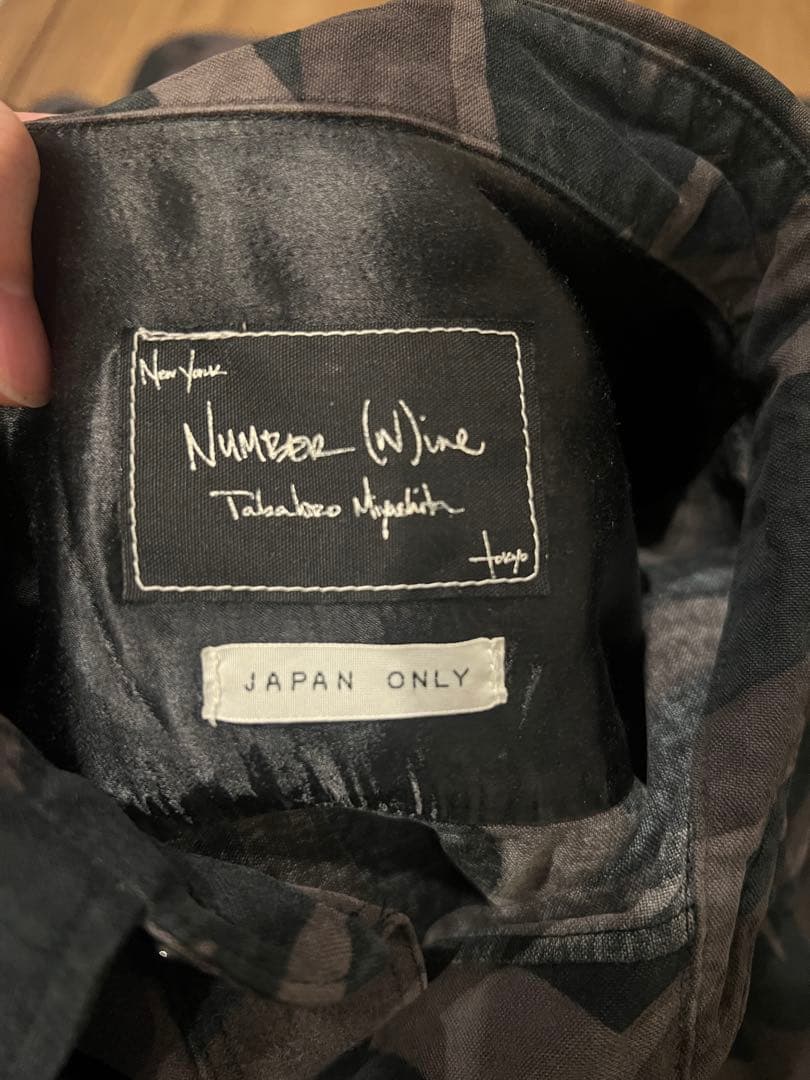 New York
NUMBER (N)ine
Takahiro Miyashita
tokyo
JAPAN ONLY